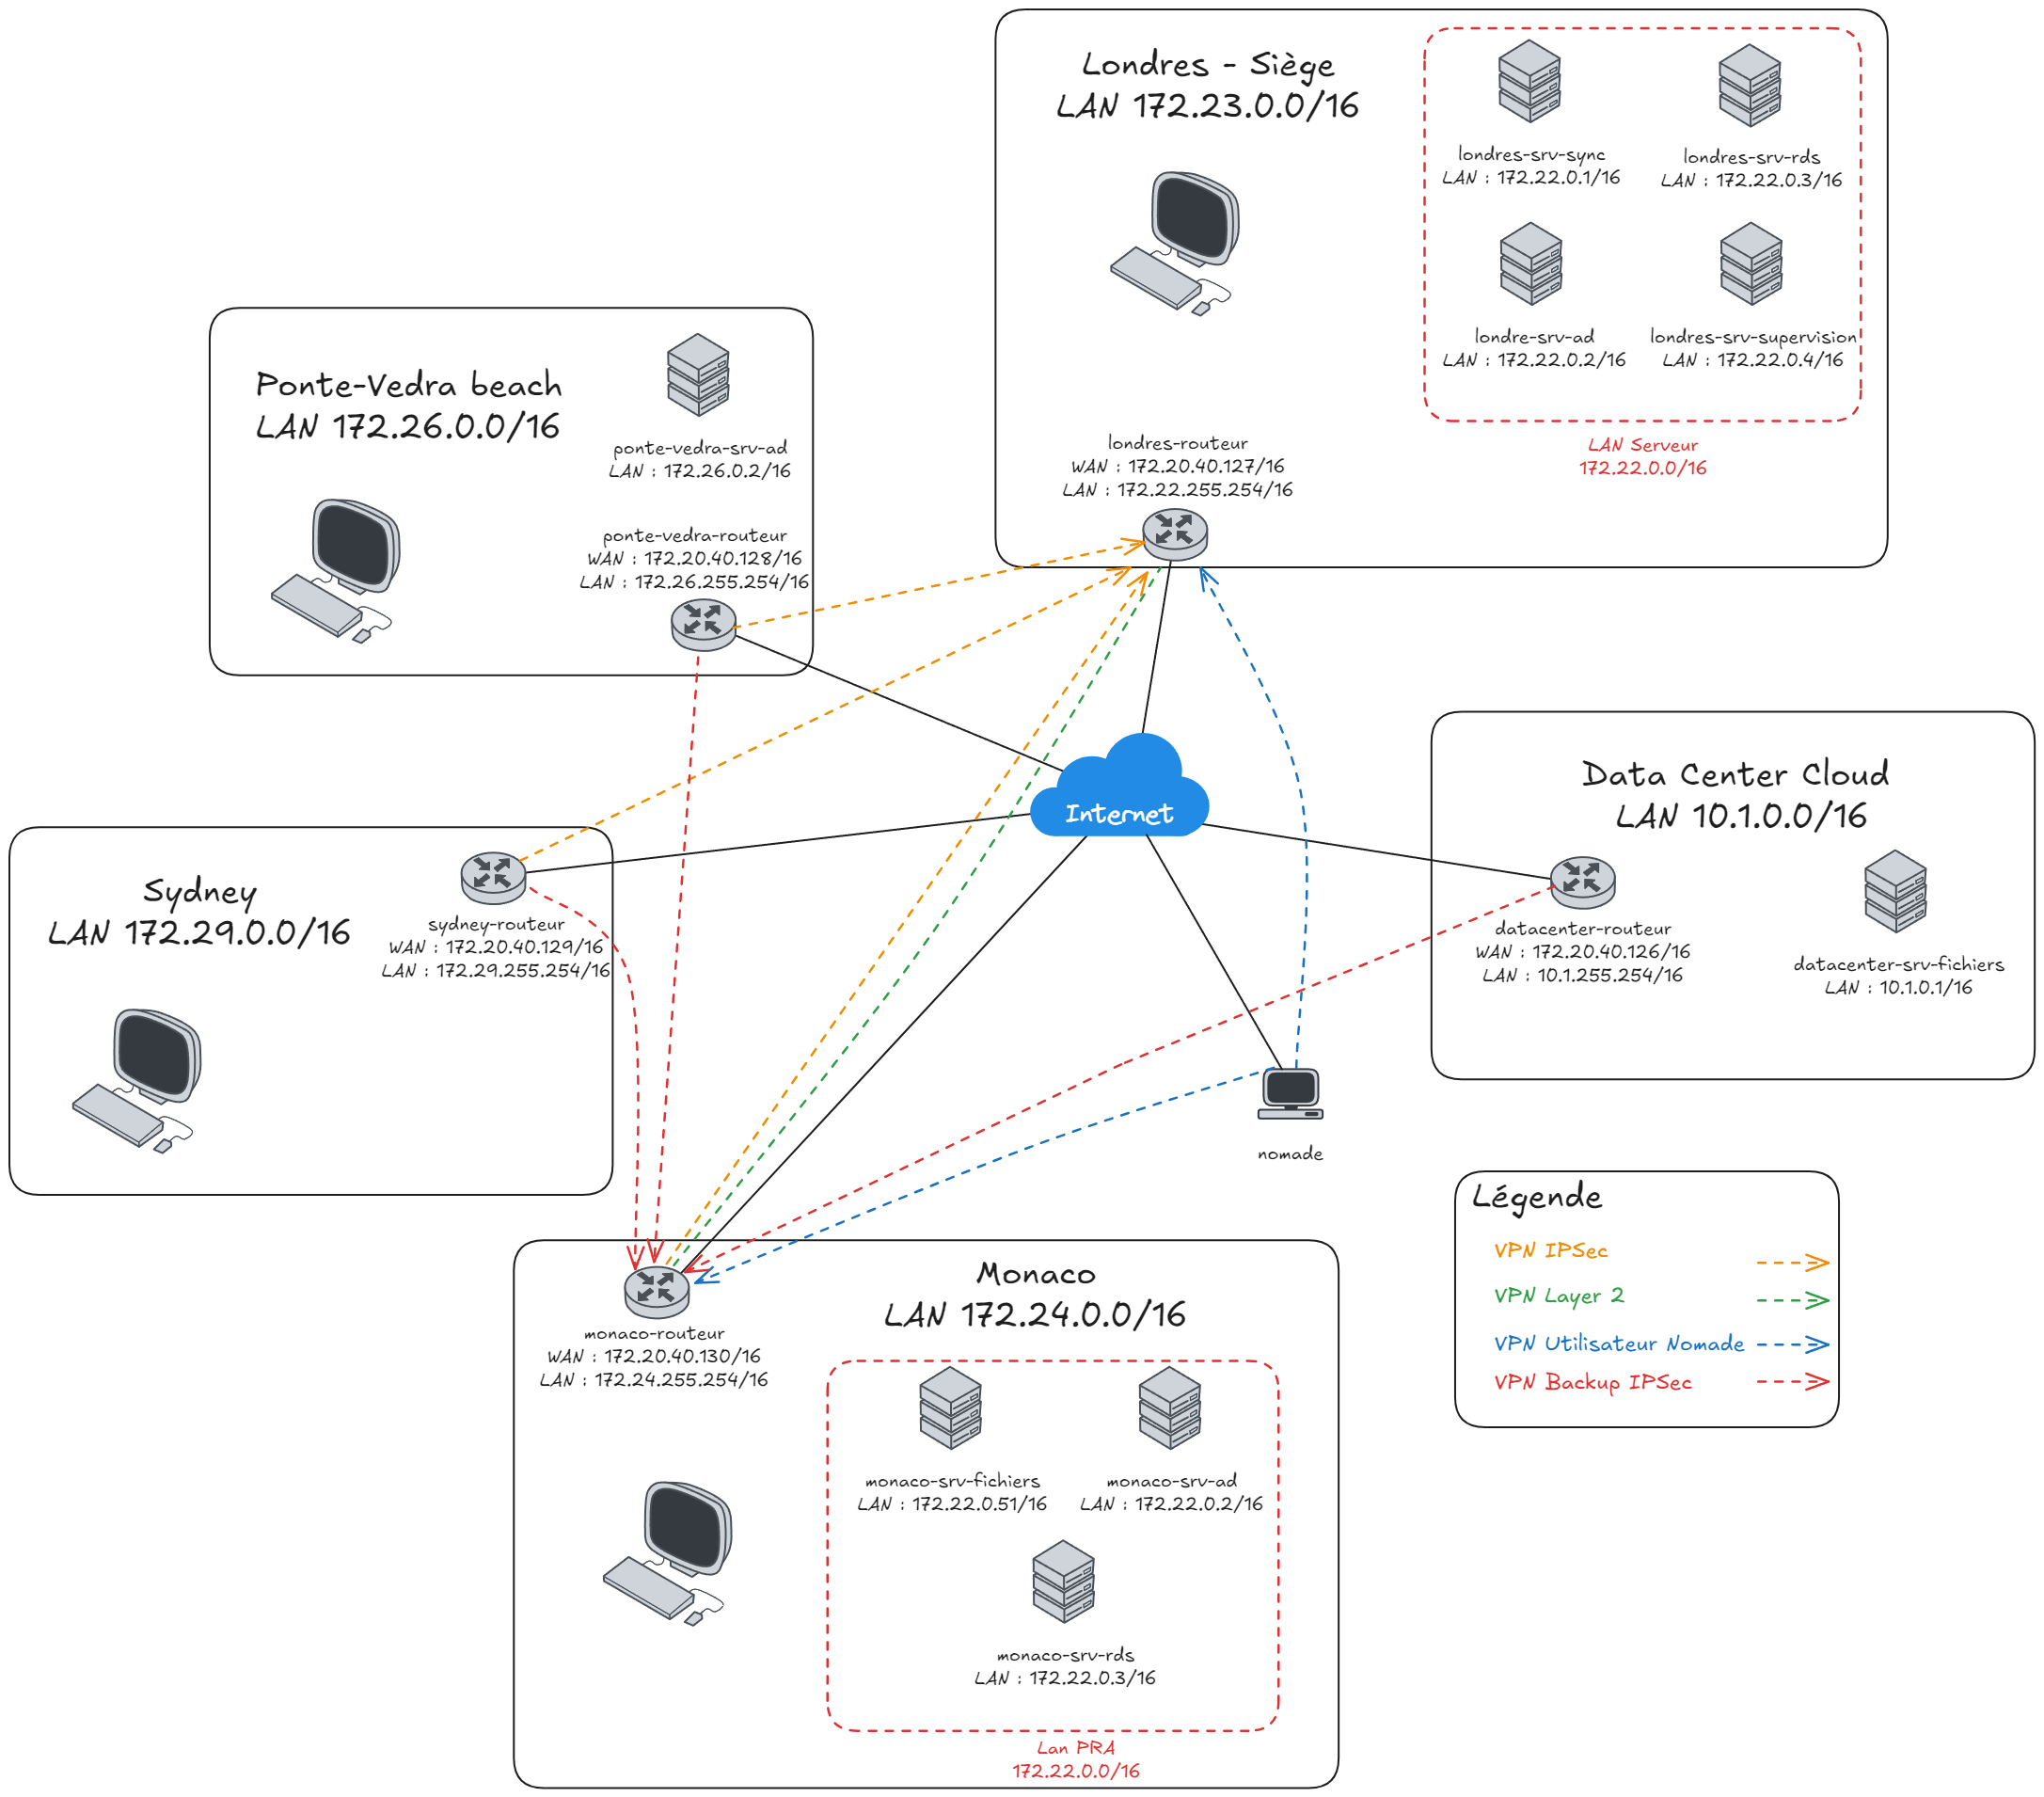 Londres - Siège
LAN 172.23.0.0/16
londres-srv-sync
LAN : 172.22.0.1/16
londres-srv-rds
LAN : 172.22.0.3/16
londre-srv-ad
LAN : 172.22.0.2/16
londres-srv-supervision
LAN : 172.22.0.4/16
LAN Serveur
172.22.0.0/16
londres-routeur
WAN : 172.20.40.127/16
LAN : 172.22.255.254/16
Ponte-Vedra beach
LAN 172.26.0.0/16
ponte-vedra-srv-ad
LAN : 172.26.0.2/16
ponte-vedra-routeur
WAN : 172.20.40.128/16
LAN : 172.26.255.254/16
Internet
Data Center Cloud
LAN 10.1.0.0/16
datacenter-routeur
WAN : 172.20.40.126/16
LAN : 10.1.255.254/16
datacenter-srv-fichiers
LAN : 10.1.0.1/16
Sydney
LAN 172.29.0.0/16
sydney-routeur
WAN : 172.20.40.129/16
LAN : 172.29.255.254/16
nomade
Légende
VPN IPSec
VPN Layer 2
VPN Utilisateur Nomade
VPN Backup IPSec
Monaco
LAN 172.24.0.0/16
monaco-routeur
WAN : 172.20.40.130/16
LAN : 172.24.255.254/16
monaco-srv-fichiers
LAN : 172.22.0.51/16
monaco-srv-ad
LAN : 172.22.0.2/16
monaco-srv-rds
LAN : 172.22.0.3/16
Lan PRA
172.22.0.0/16